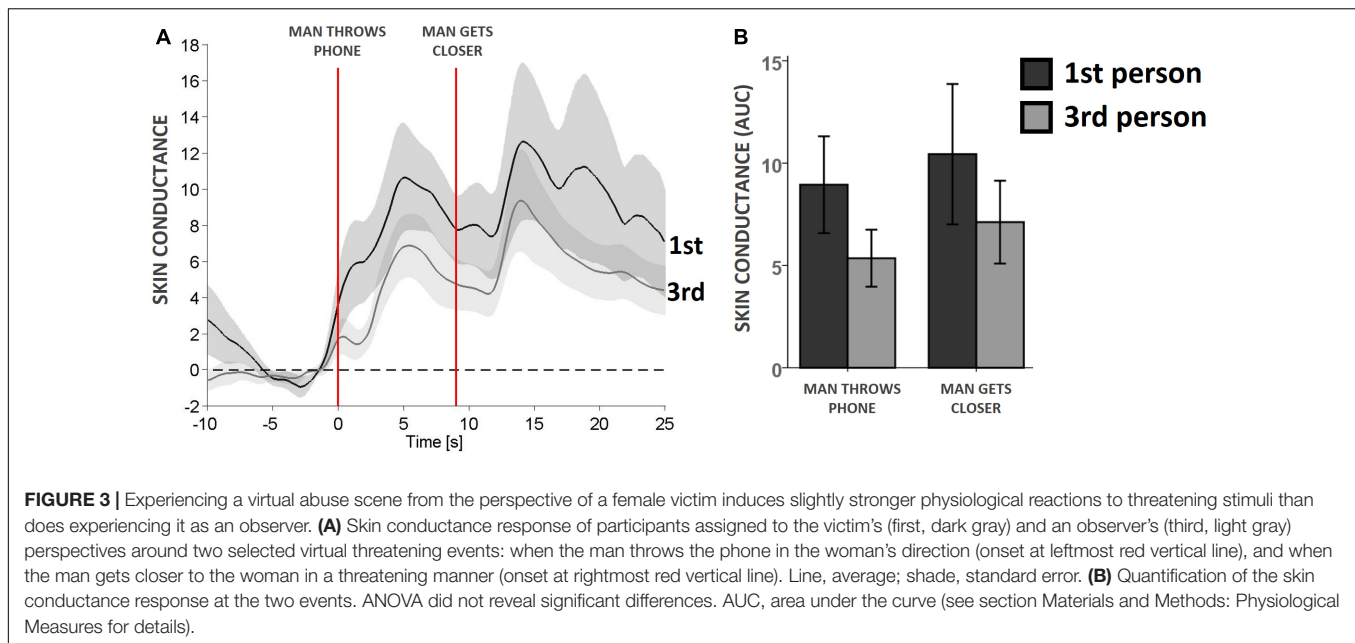 A
MAN THROWS
PHONE
MAN GETS
CLOSER
18
16
14
12
10
8
6
4
2
0
-2
SKIN CONDUCTANCE
-10 -5 0 5 10 15 20 25
Time [s]
1st
3rd
B
15
10
5
0
SKIN CONDUCTANCE (AUC)
1st person
3rd person
MAN THROWS
PHONE
MAN GETS
CLOSER
FIGURE 3 | Experiencing a virtual abuse scene from the perspective of a female victim induces slightly stronger physiological reactions to threatening stimuli than
does experiencing it as an observer. (A) Skin conductance response of participants assigned to the victim's (first, dark gray) and an observer's (third, light gray)
perspectives around two selected virtual threatening events: when the man throws the phone in the woman's direction (onset at leftmost red vertical line), and when
the man gets closer to the woman in a threatening manner (onset at rightmost red vertical line). Line, average; shade, standard error. (B) Quantification of the skin
conductance response at the two events. ANOVA did not reveal significant differences. AUC, area under the curve (see section Materials and Methods: Physiological
Measures for details).